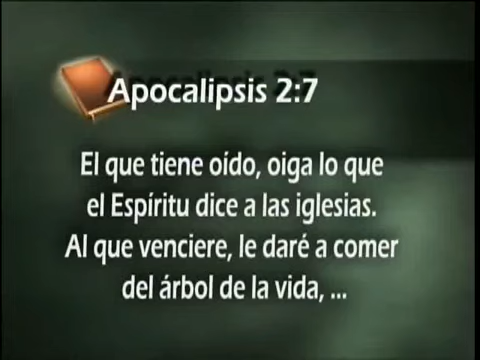 Apocalipsis 2:7
El que tiene oído, oiga lo que
el Espíritu dice a las iglesias.
Al que venciere, le daré a comer
del árbol de la vida, ...